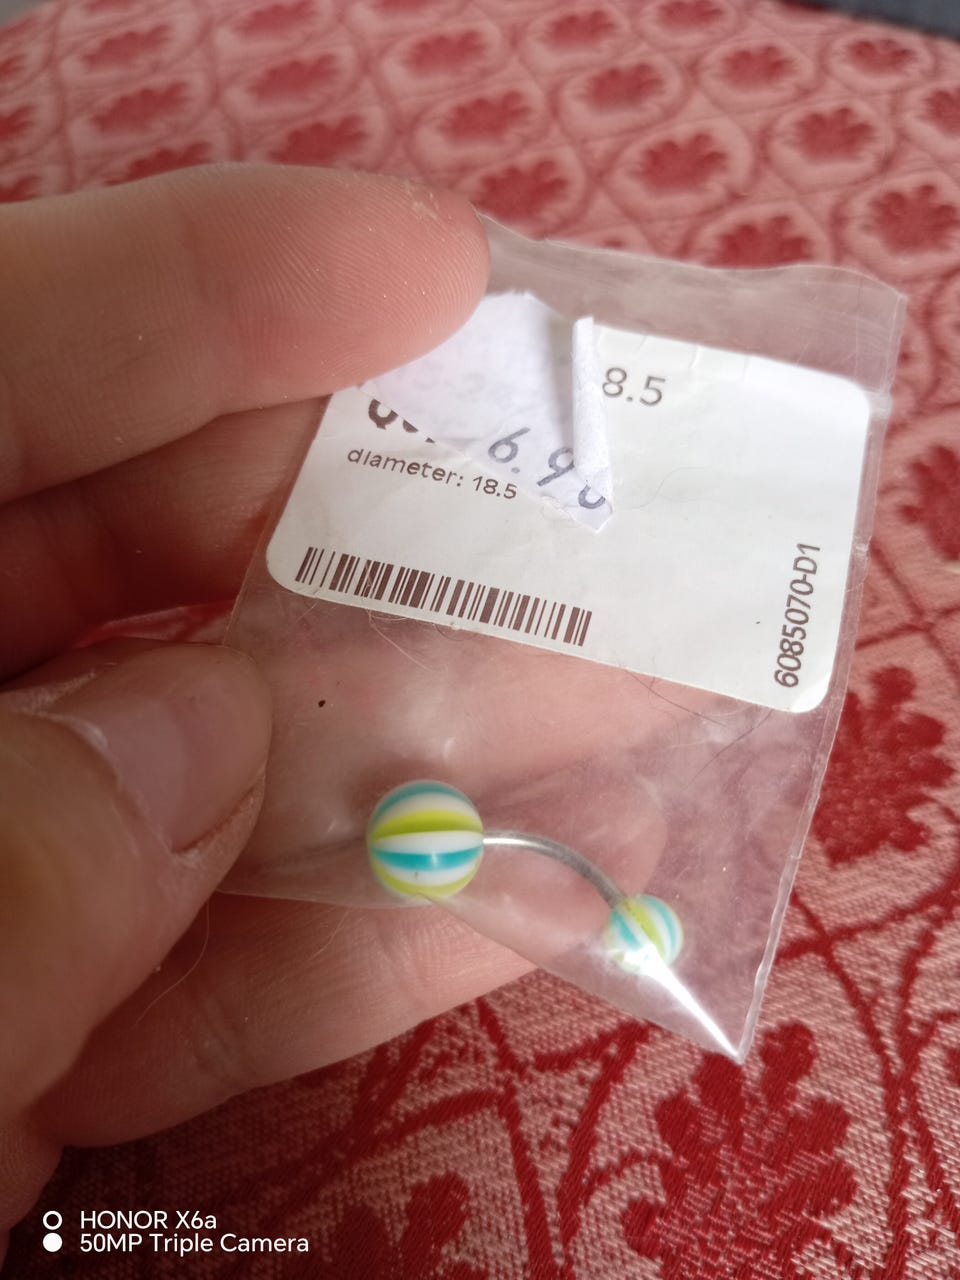 8.5
6.90
diameter: 18.5
6085070-D1
HONOR X6a
50MP Triple Camera